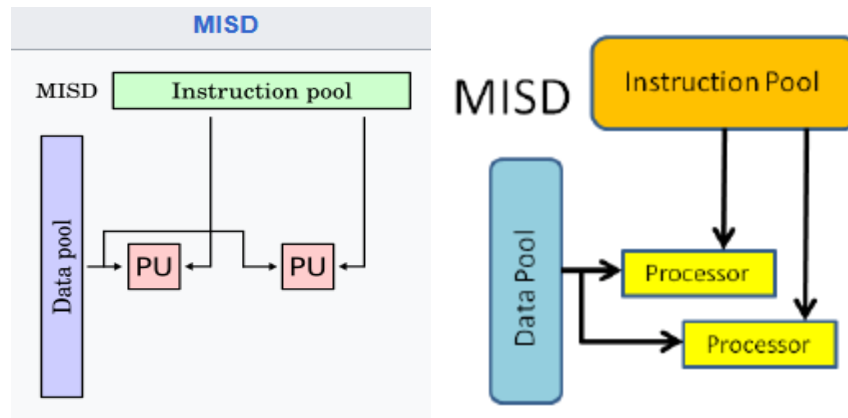 MISD
MISD
Instruction pool
Data pool
PU
PU
MISD
Instruction Pool
Data Pool
Processor
Processor